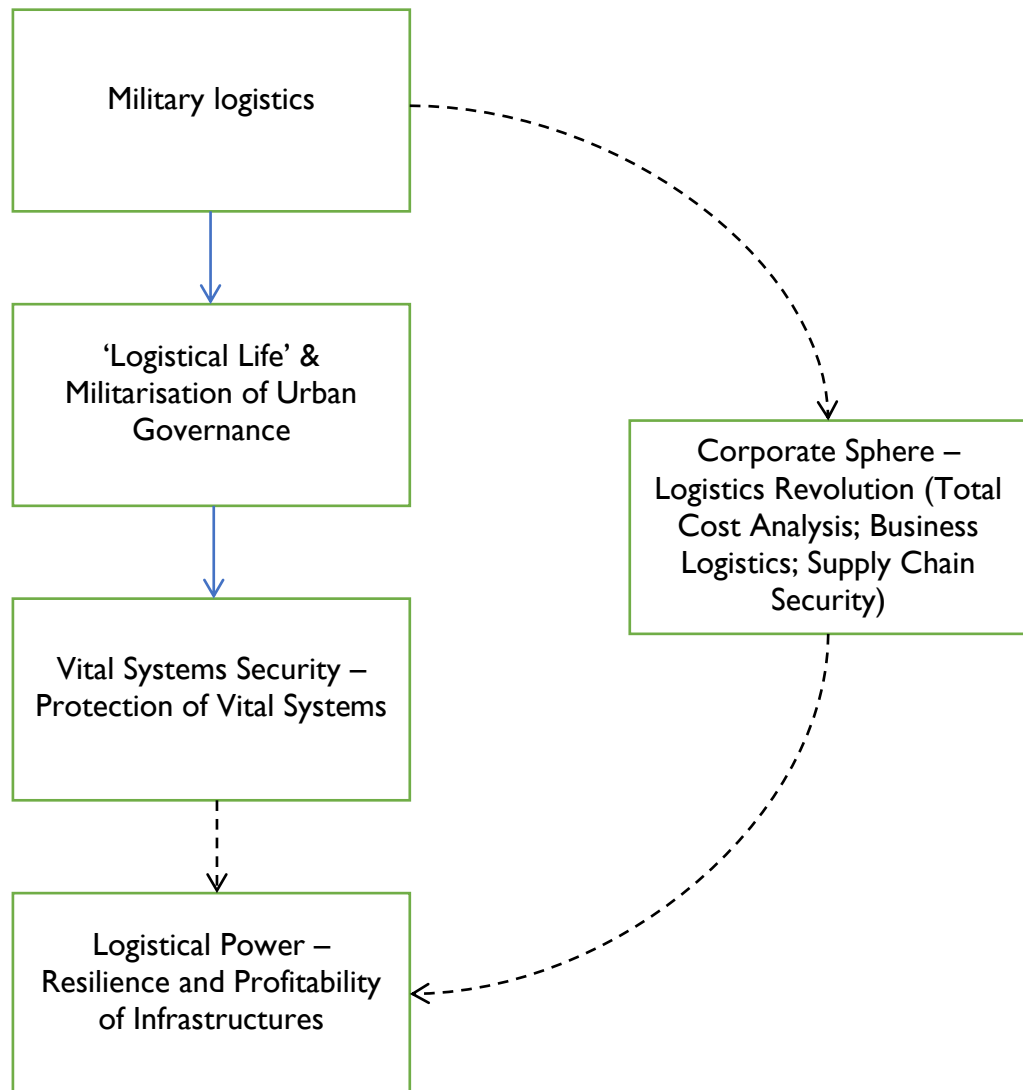 Military logistics
‘Logistical Life’ &
Militarisation of Urban
Governance
Corporate Sphere –
Logistics Revolution (Total
Cost Analysis; Business
Logistics; Supply Chain
Security)
Vital Systems Security –
Protection of Vital Systems
Logistical Power –
Resilience and Profitability
of Infrastructures